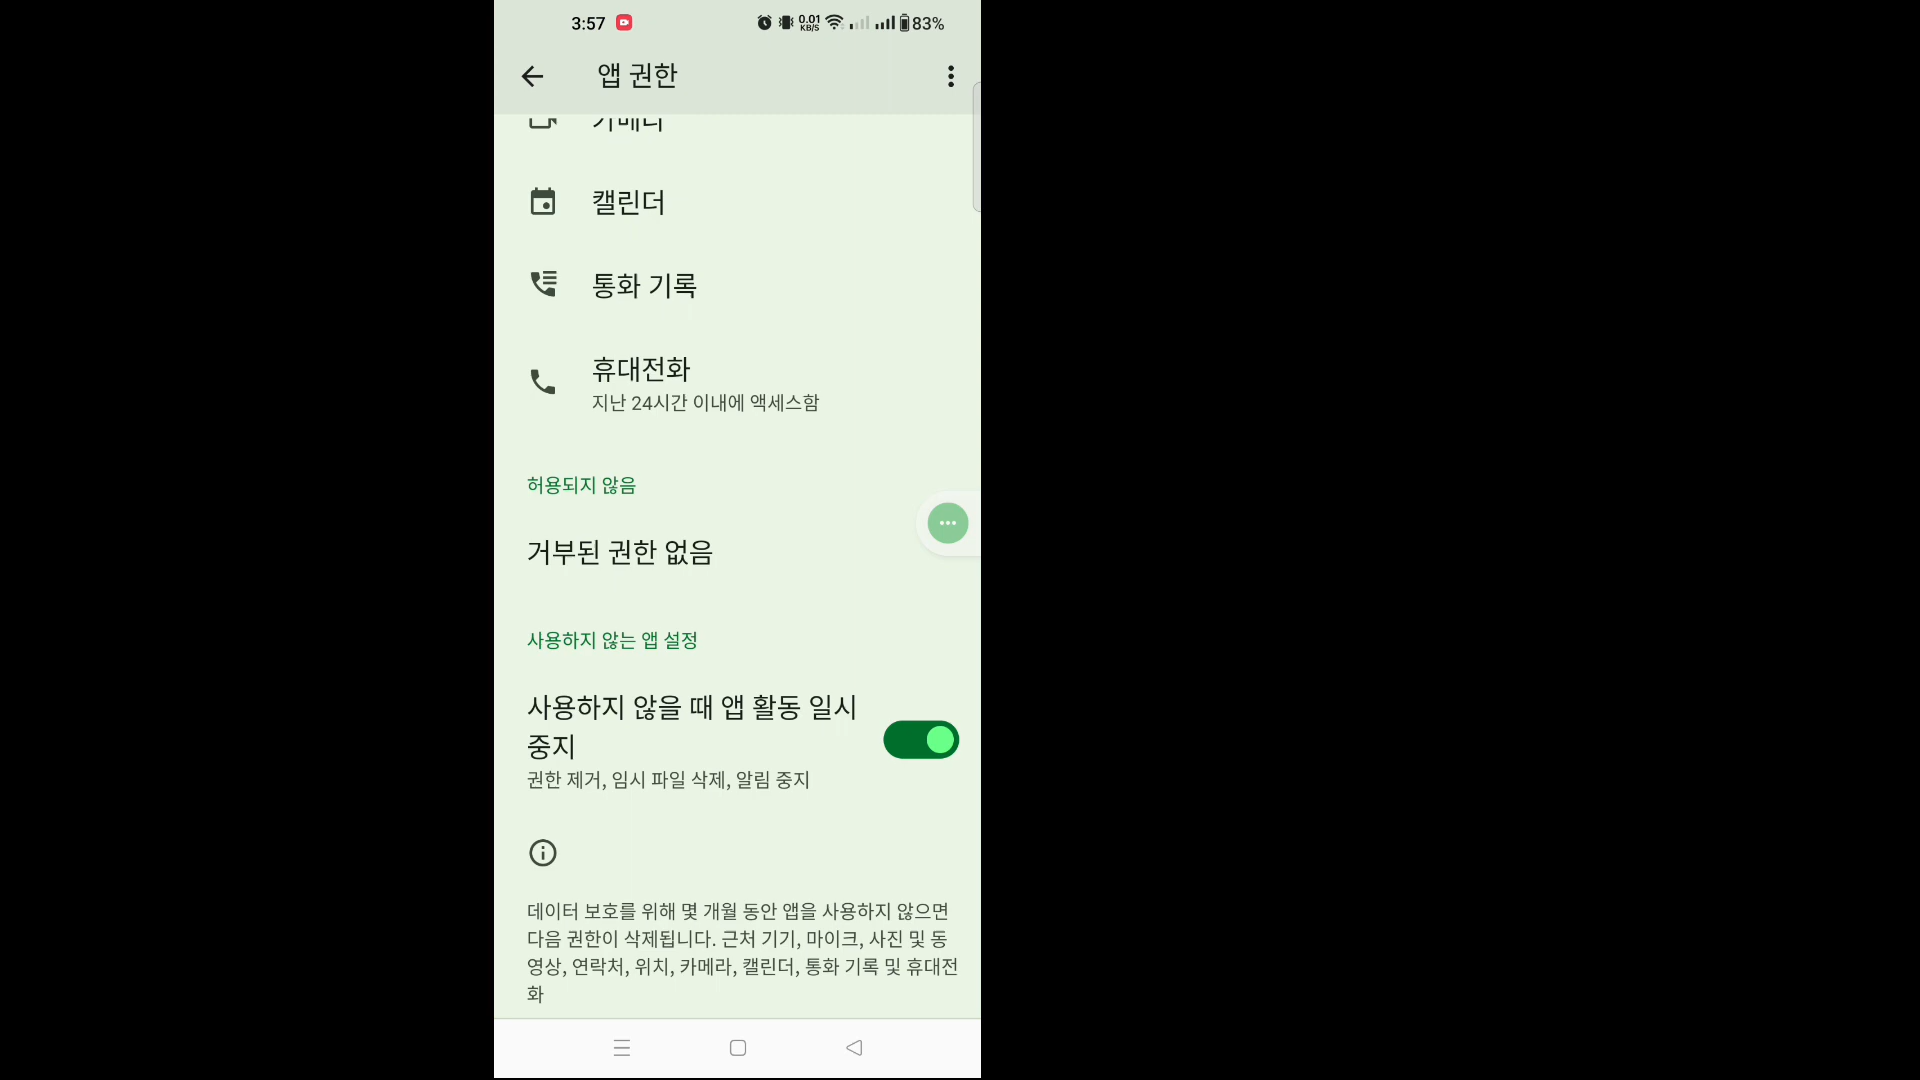 3:57
0.01
KB/S
83%
앱 권한
카메라
캘린더
통화 기록
휴대전화
지난 24시간 이내에 액세스함
허용되지 않음
거부된 권한 없음
사용하지 않는 앱 설정
사용하지 않을 때 앱 활동 일시
중지
권한 제거, 임시 파일 삭제, 알림 중지
데이터 보호를 위해 몇 개월 동안 앱을 사용하지 않으면
다음 권한이 삭제됩니다. 근처 기기, 마이크, 사진 및 동
영상, 연락처, 위치, 카메라, 캘린더, 통화 기록 및 휴대전
화